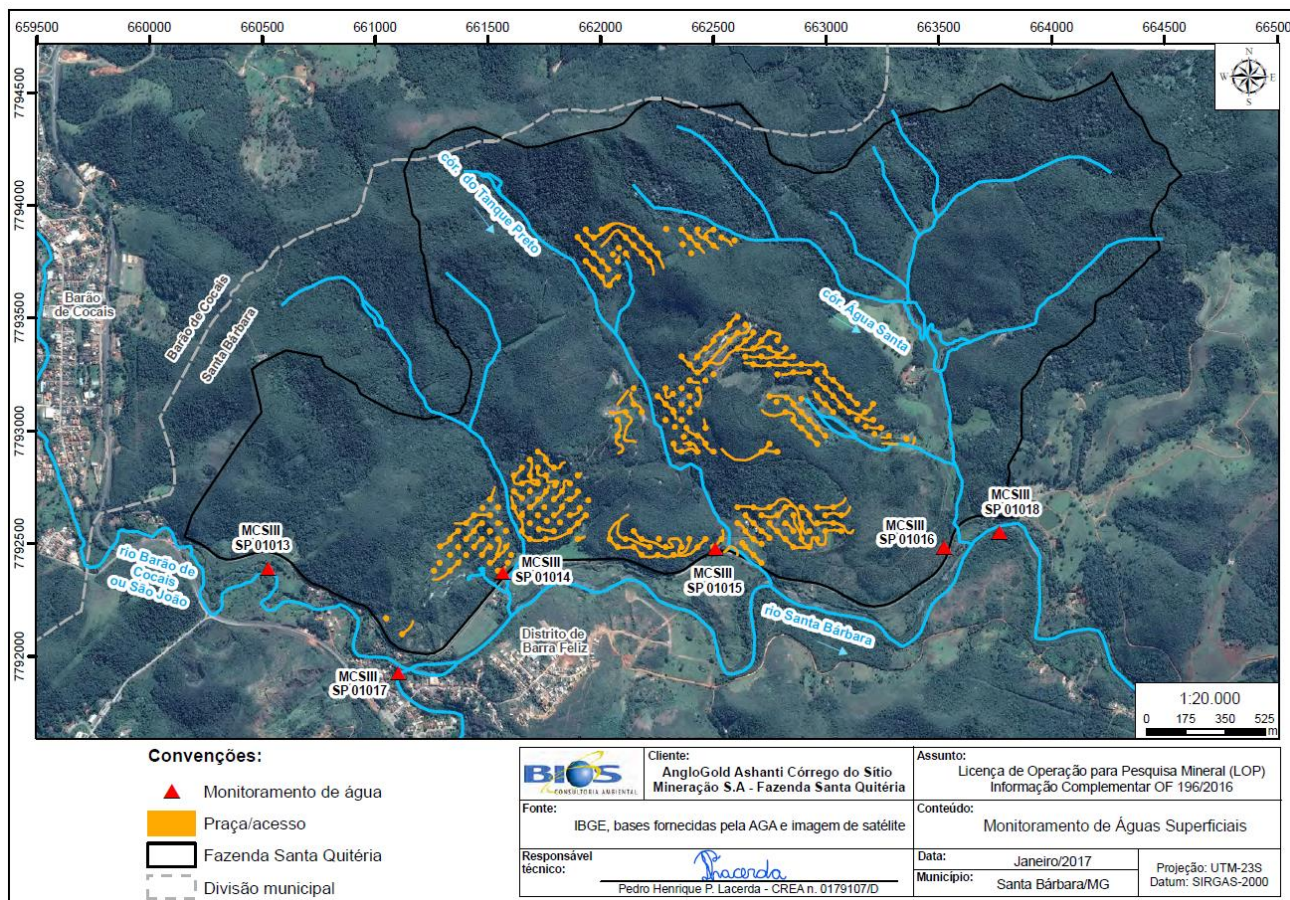 659500 660000 660500 661000 661500 662000 662500 663000 663500 664000 664500 66500
7794500
7794000
7793500
7793000
7792500
7792000
N
W E
S
cór. do Tanque Preto
Barão
de Cocais
Barão de Cocais
Santa Bárbara
cór. Água Santa
MCSIII
SP 01013
MCSIII
SP 01014
MCSIII
SP 01015
MCSIII
SP 01016
MCSIII
SP 01018
rio Barão de
Cocais
ou São João
rio Santa Bárbara
Distrito de
Barra Feliz
MCSIII
SP 01017
1:20.000
0 175 350 525
m
Convenções:
Monitoramento de água
Praça/acesso
Fazenda Santa Quitéria
Divisão municipal
BIOS
CONSULTORIA AMBIENTAL
Cliente:
AngloGold Ashanti Córrego do Sítio
Mineração S.A - Fazenda Santa Quitéria
Assunto:
Licença de Operação para Pesquisa Mineral (LOP)
Informação Complementar OF 196/2016
Fonte:
IBGE, bases fornecidas pela AGA e imagem de satélite
Conteúdo:
Monitoramento de Águas Superficiais
Responsável
técnico:
Placerda
Pedro Henrique P. Lacerda - CREA n. 0179107/D
Data:
Janeiro/2017
Município:
Santa Bárbara/MG
Projeção: UTM-23S
Datum: SIRGAS-2000